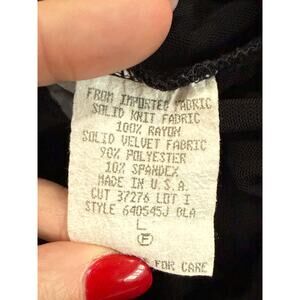 FROM IMPORTED FABRIC
SOLID KNIT FABRIC
100% RAYON
SOLID VELVET FABRIC
90% POLYESTER
10% SPANDEX
MADE IN U.S.A.
CUT 37276 LOT I
STYLE 640545J BLA
L
F
FOR CARE